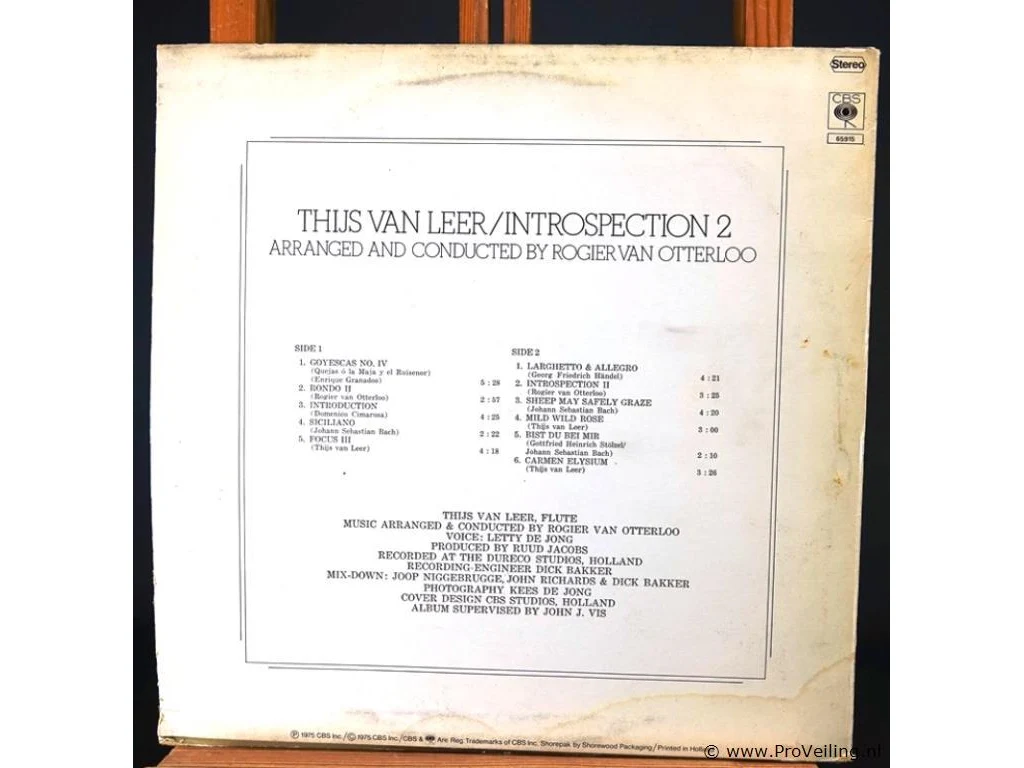 Stereo
CBS
65915
THIJS VAN LEER/INTROSPECTION 2
ARRANGED AND CONDUCTED BY ROGIER VAN OTTERLOO
SIDE 1
1. GOYESCAS NO. IV
(Quejas ó la Maja y el Ruisenor)
(Enrique Granados) 5 : 28
2. RONDO II
(Rogier van Otterloo) 2 : 57
3. INTRODUCTION
(Domenico Cimarosa) 4 : 25
4. SICILIANO
(Johann Sebastian Bach) 2 : 22
5. FOCUS III
(Thijs van Leer) 4 : 18
SIDE 2
1. LARGHETTO & ALLEGRO
(Georg Friedrich Händel) 4 : 21
2. INTROSPECTION II
(Rogier van Otterloo) 3 : 25
3. SHEEP MAY SAFELY GRAZE
(Johann Sebastian Bach) 4 : 20
4. MILD WILD ROSE
(Thijs van Leer) 3 : 00
5. BIST DU BEI MIR
(Gottfried Heinrich Stölzel/
Johann Sebastian Bach) 2 : 10
6. CARMEN ELYSIUM
(Thijs van Leer) 3 : 26
THIJS VAN LEER, FLUTE
MUSIC ARRANGED & CONDUCTED BY ROGIER VAN OTTERLOO
VOICE: LETTY DE JONG
PRODUCED BY RUUD JACOBS
RECORDED AT THE DURECO STUDIOS, HOLLAND
RECORDING-ENGINEER DICK BAKKER
MIX-DOWN: JOOP NIGGEBRUGGE, JOHN RICHARDS & DICK BAKKER
PHOTOGRAPHY KEES DE JONG
COVER DESIGN CBS STUDIOS, HOLLAND
ALBUM SUPERVISED BY JOHN J. VIS
℗ 1975 CBS Inc./© 1975 CBS Inc./CBS & Are Reg. Trademarks of CBS Inc. Shorepak by Shorewood Packaging/Printed in Holl
© www.ProVeiling.nl